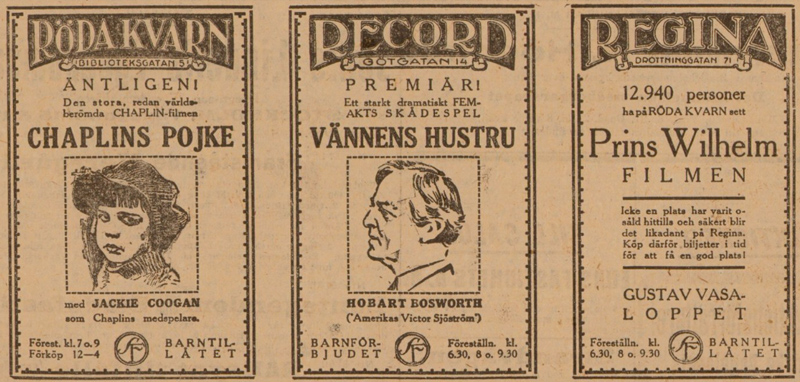 RÖDA KVARN
BIBLIOTEKSGATAN 5
ÄNTLIGEN!
Den stora, redan världs-
berömda CHAPLIN-filmen
CHAPLINS POJKE
med JACKIE COOGAN
som Chaplins medspelare.
Förest. kl. 7 o. 9
Förköp 12—4
SF
BARNTIL-
LÅTET
RECORD
GÖTGATAN 14
PREMIÄR!
Ett starkt dramatiskt FEM-
AKTS SKÅDESPEL
VÄNNENS HUSTRU
HOBART BOSWORTH
("Amerikas Victor Sjöström")
BARNFÖR-
BJUDET
SF
Föreställn. kl.
6.30, 8 o. 9.30
REGINA
DROTTNINGGATAN 71
12.940 personer
ha på RÖDA KVARN sett
Prins Wilhelm
FILMEN
Icke en plats har varit o-
såld hittills och säkert blir
det likadant på Regina.
Köp därför biljetter i tid
för att få en god plats!
GUSTAV VASA-
LOPPET
Föreställn. kl.
6.30, 8 o. 9.30
SF
BARNTIL-
LÅTET